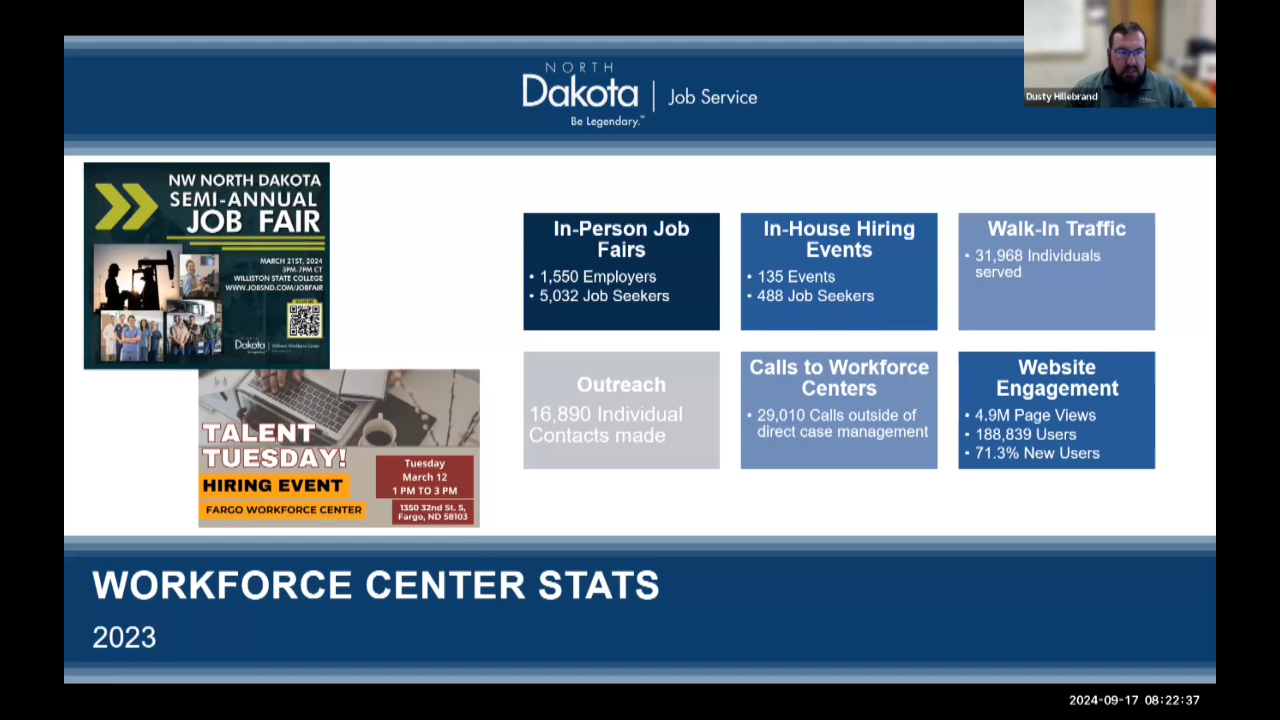 NORTH
Dakota
Be Legendary.™
Job Service
Dusty Hillebrand
NW NORTH DAKOTA
SEMI-ANNUAL
JOB FAIR
MARCH 21ST, 2024
3PM-7PM CT
WILLISTON STATE COLLEGE
WWW.JOBSND.COM/JOBFAIR
Dakota
TALENT
TUESDAY!
HIRING EVENT
FARGO WORKFORCE CENTER
Tuesday
March 12
1 PM TO 3 PM
1350 32nd St. S,
Fargo, ND 58103
In-Person Job
Fairs
• 1,550 Employers
• 5,032 Job Seekers
In-House Hiring
Events
• 135 Events
• 488 Job Seekers
Walk-In Traffic
• 31,968 Individuals
served
Outreach
16,890 Individual
Contacts made
Calls to Workforce
Centers
• 29,010 Calls outside of
direct case management
Website
Engagement
• 4.9M Page Views
• 188,839 Users
• 71.3% New Users
WORKFORCE CENTER STATS
2023
2024-09-17 08:22:37